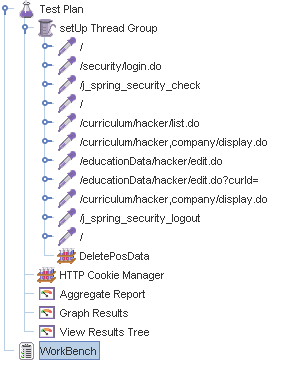 Test Plan
setUp Thread Group
/
/security/login.do
/j_spring_security_check
/
/curriculum/hacker/list.do
/curriculum/hacker,company/display.do
/educationData/hacker/edit.do
/educationData/hacker/edit.do?curId=
/curriculum/hacker,company/display.do
/j_spring_security_logout
/
DeletePosData
HTTP Cookie Manager
Aggregate Report
Graph Results
View Results Tree
WorkBench